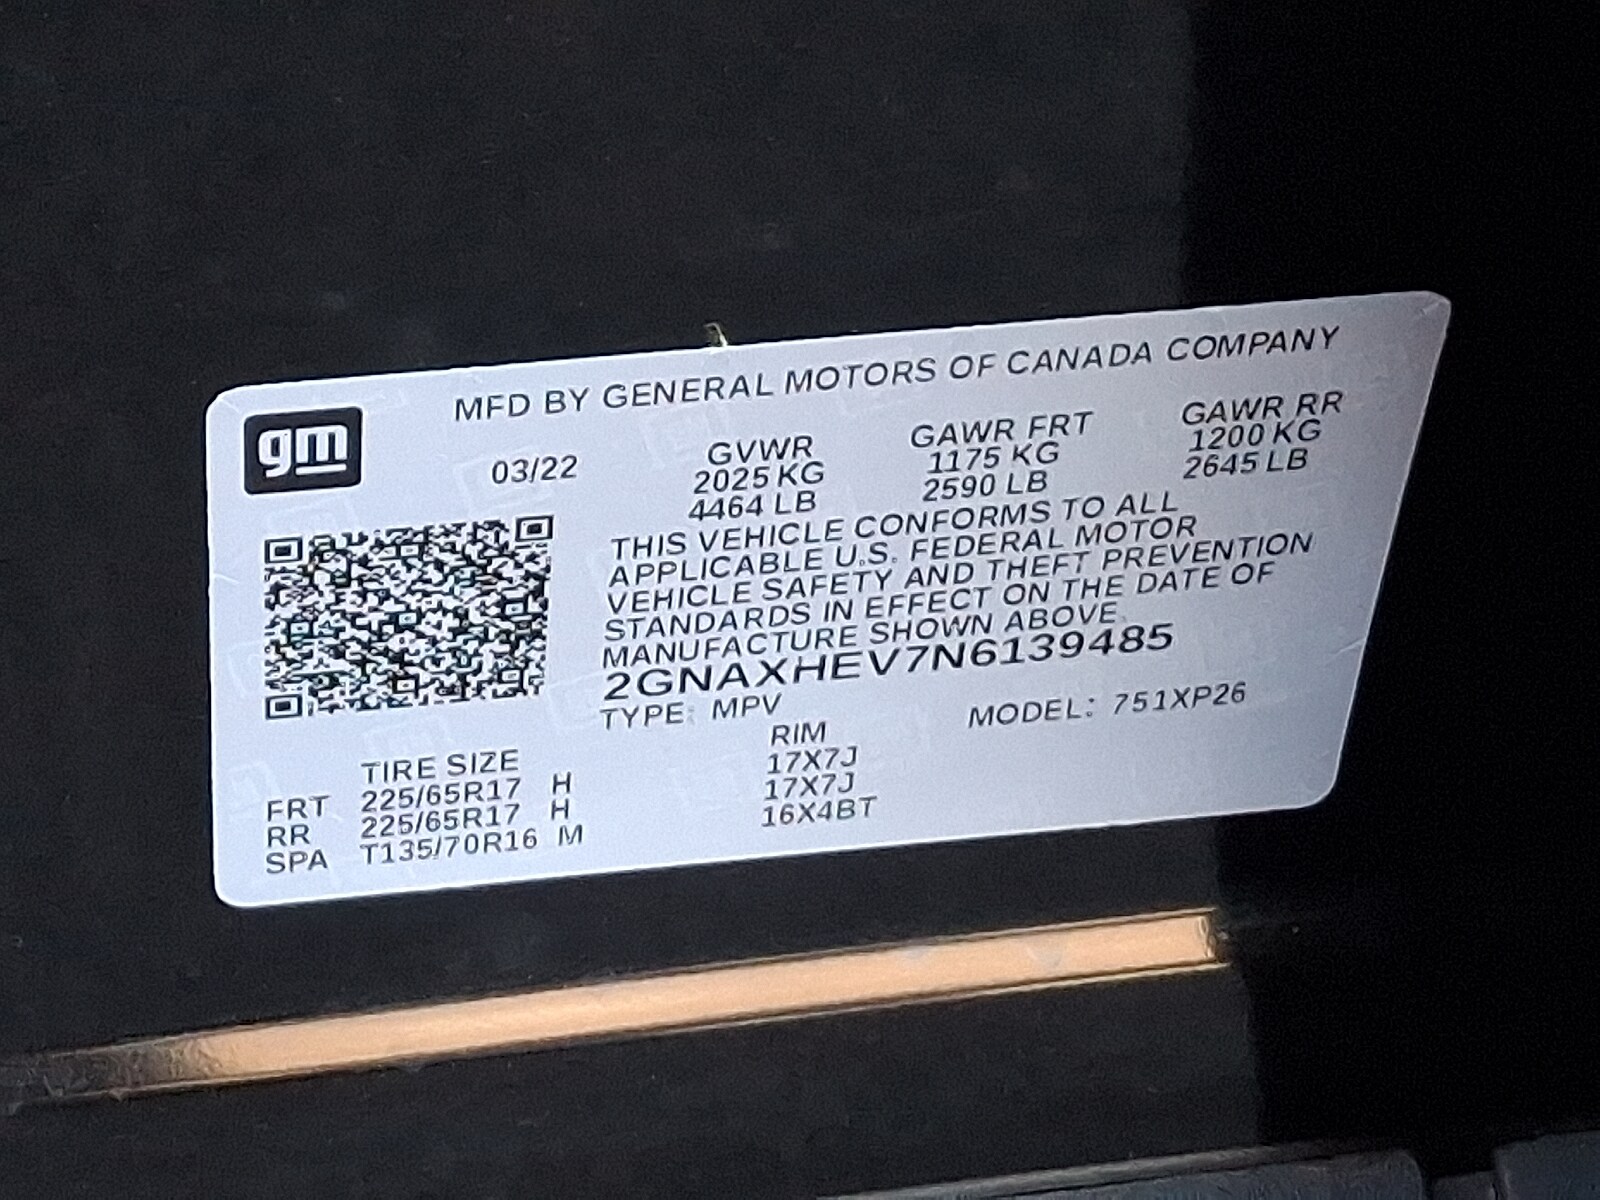 MFD BY GENERAL MOTORS OF CANADA COMPANY
gm
03/22 GVWR GAWR FRT GAWR RR
2025 KG 1175 KG 1200 KG
4464 LB 2590 LB 2645 LB
THIS VEHICLE CONFORMS TO ALL
APPLICABLE U.S. FEDERAL MOTOR
VEHICLE SAFETY AND THEFT PREVENTION
STANDARDS IN EFFECT ON THE DATE OF
MANUFACTURE SHOWN ABOVE.
2GNAXHEV7N6139485
TYPE: MPV MODEL: 751XP26
TIRE SIZE RIM
FRT 225/65R17 H 17X7J
RR 225/65R17 H 17X7J
SPA T135/70R16 M 16X4BT